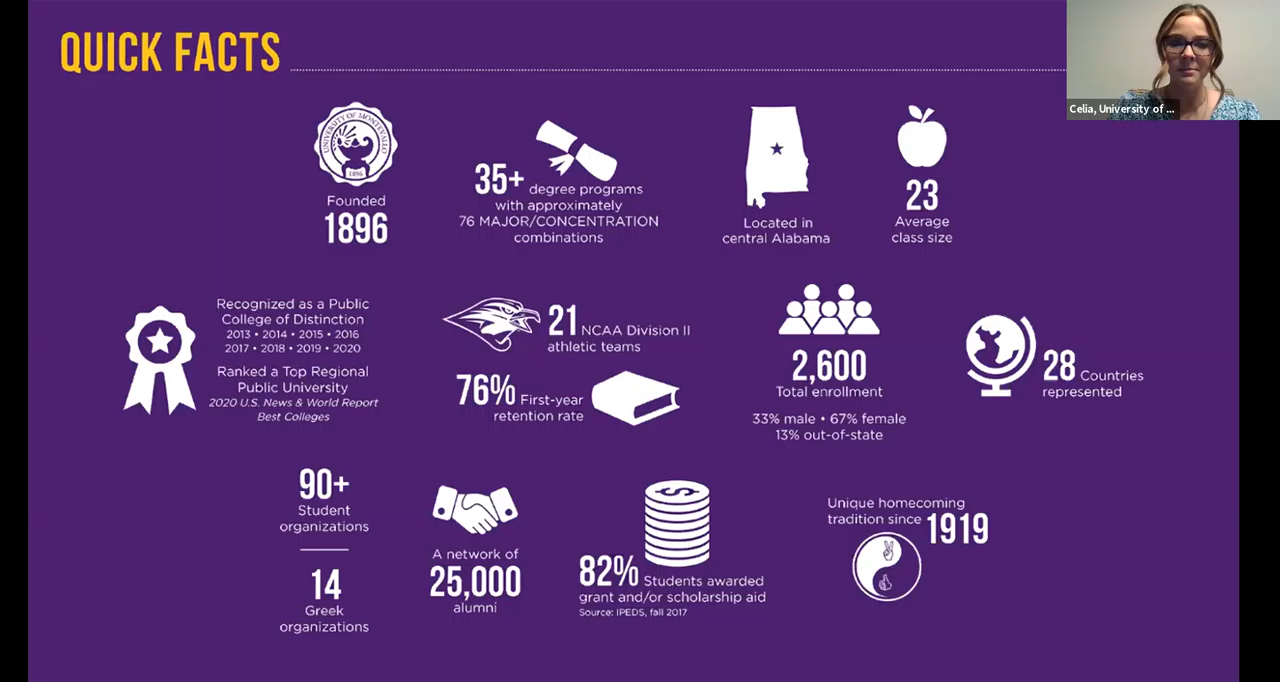 QUICK FACTS
Celia, University of ...
UNIVERSITY OF MONTEVALLO
1896
Founded
1896
35+ degree programs
with approximately
76 MAJOR/CONCENTRATION
combinations
Located in
central Alabama
23
Average
class size
Recognized as a Public
College of Distinction
2013 • 2014 • 2015 • 2016
2017 • 2018 • 2019 • 2020
Ranked a Top Regional
Public University
2020 U.S. News & World Report
Best Colleges
21 NCAA Division II
athletic teams
76% First-year
retention rate
2,600
Total enrollment
33% male • 67% female
13% out-of-state
28 Countries
represented
90+
Student
organizations
14
Greek
organizations
A network of
25,000
alumni
$
82% Students awarded
grant and/or scholarship aid
Source: IPEDS, fall 2017
Unique homecoming
tradition since 1919